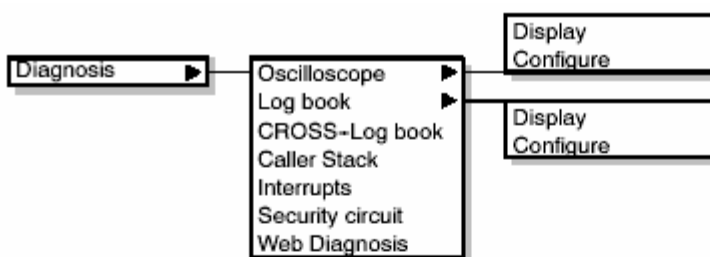 Diagnosis
Oscilloscope
Log book
CROSS-Log book
Caller Stack
Interrupts
Security circuit
Web Diagnosis
Display
Configure
Display
Configure